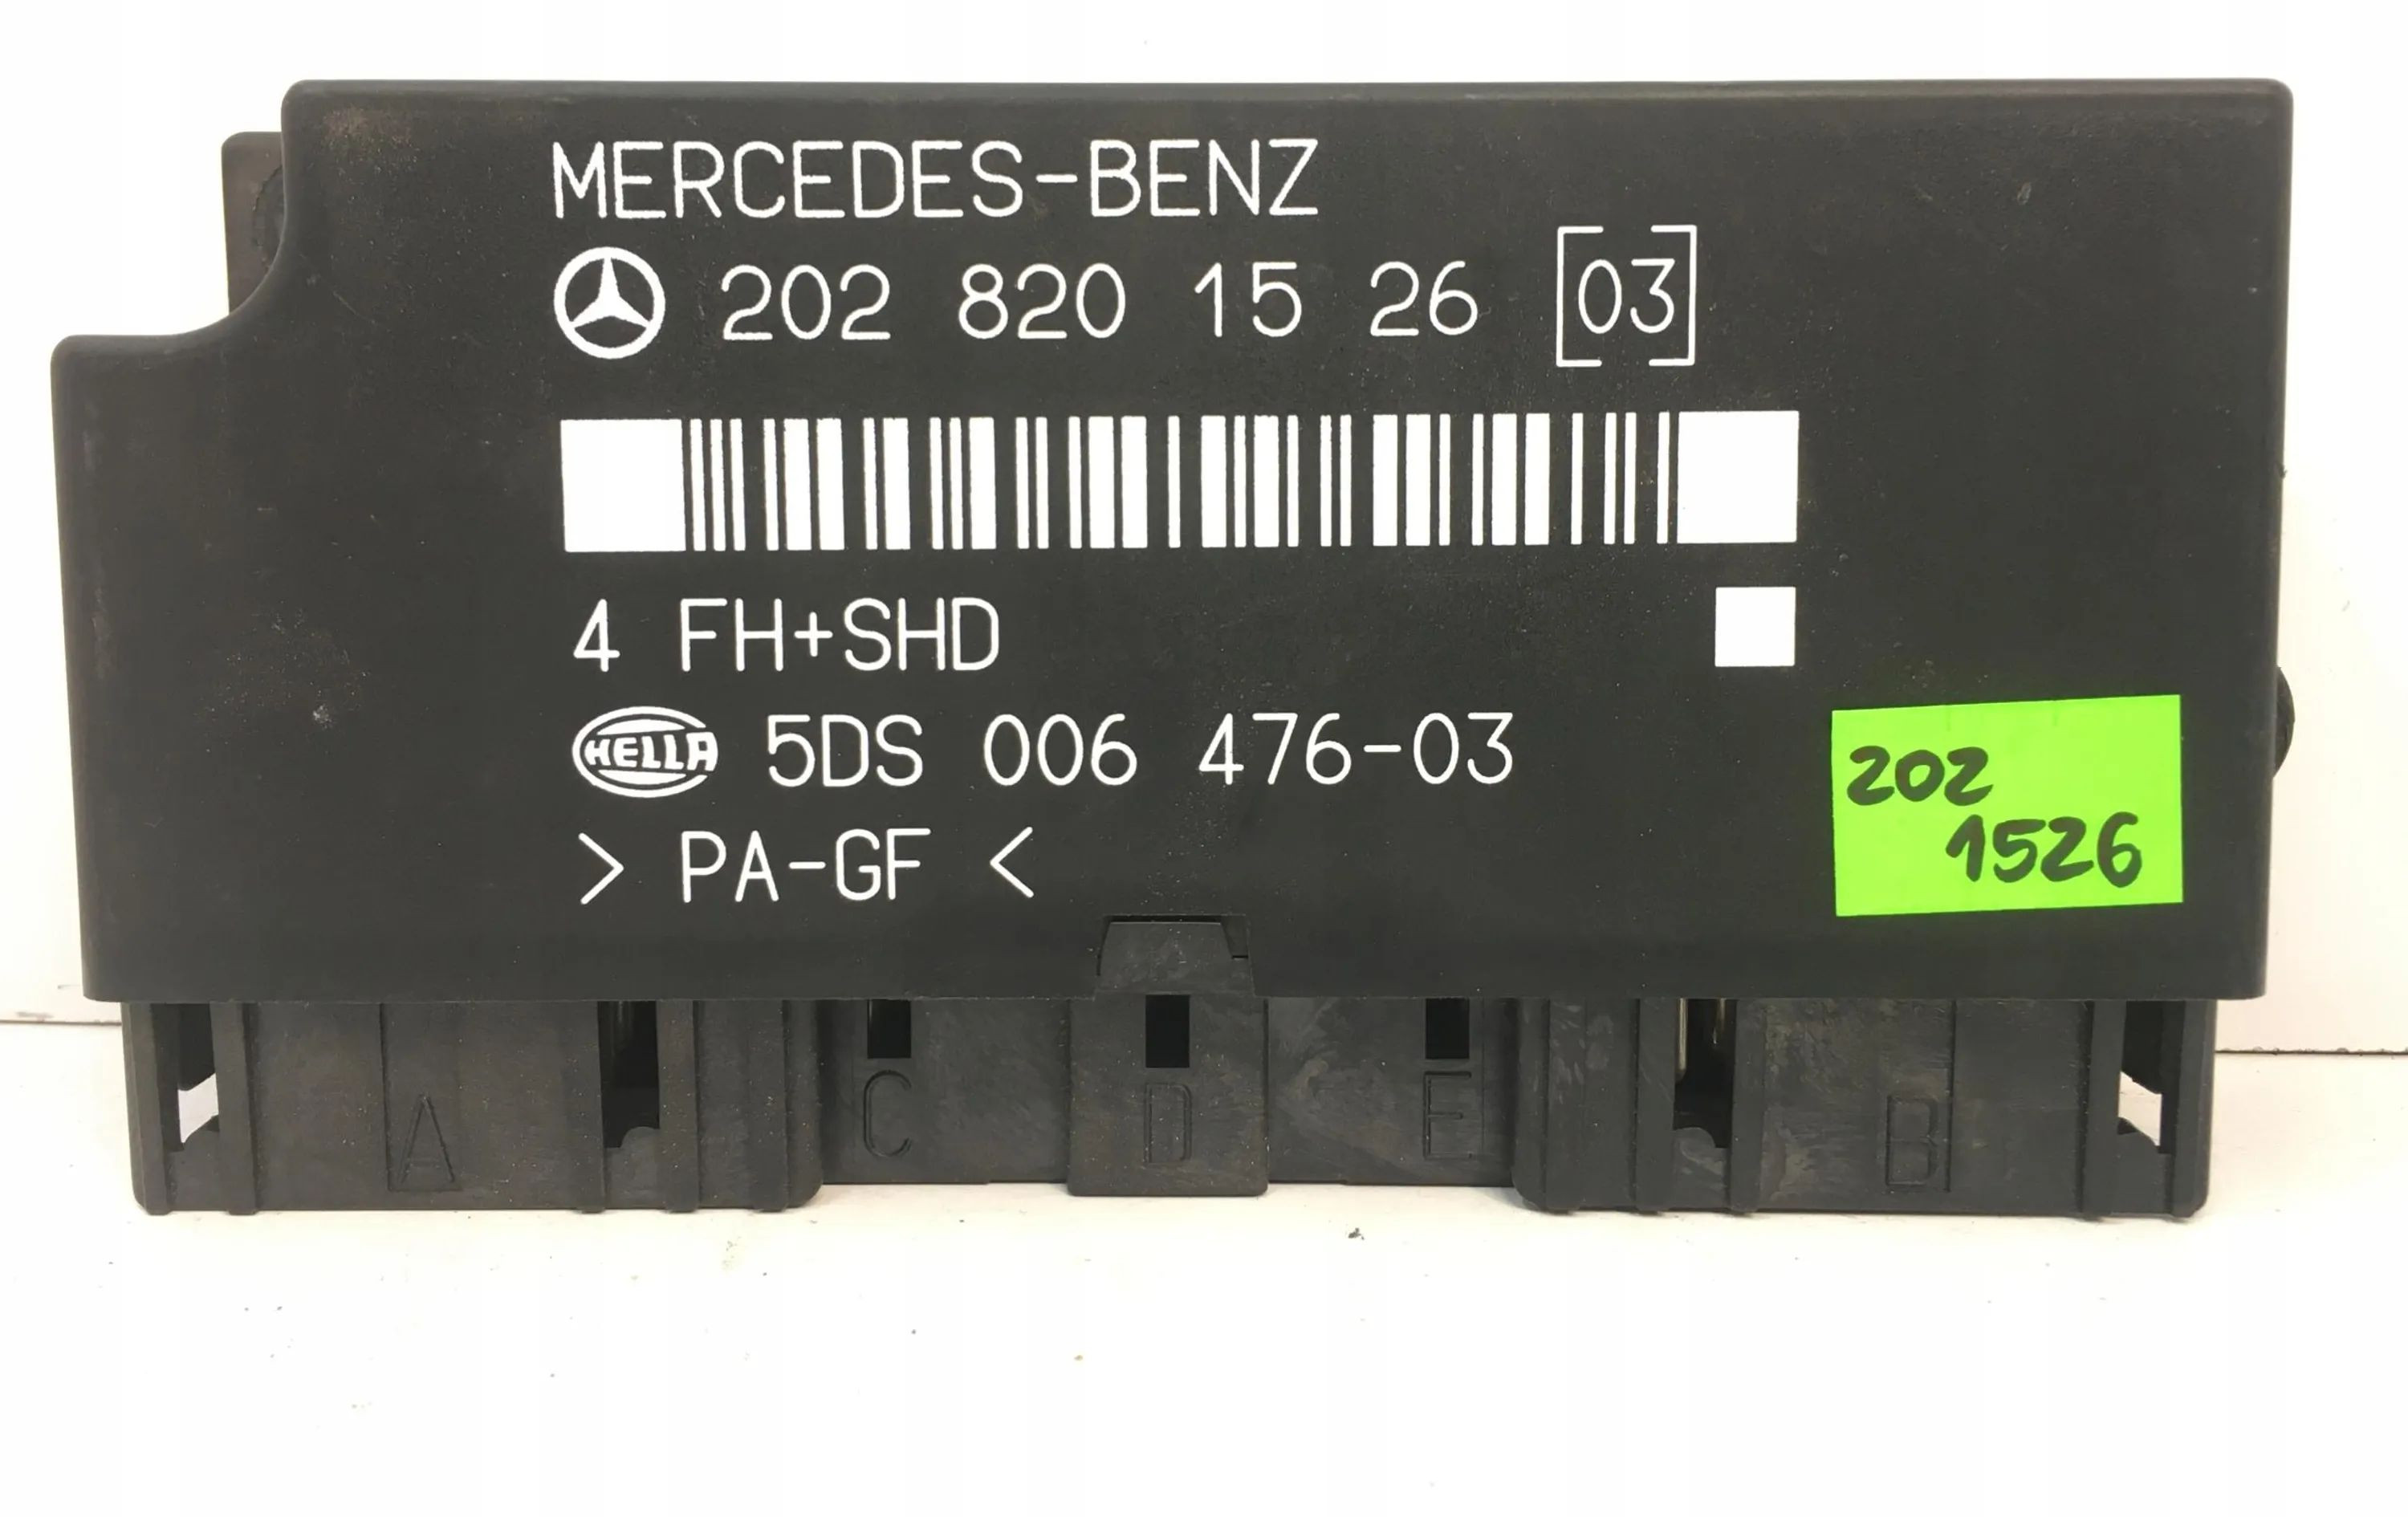 MERCEDES-BENZ
202 820 15 26 [03]
4 FH+SHD
HELLA 5DS 006 476-03
> PA-GF <
202
1526
A C D E B